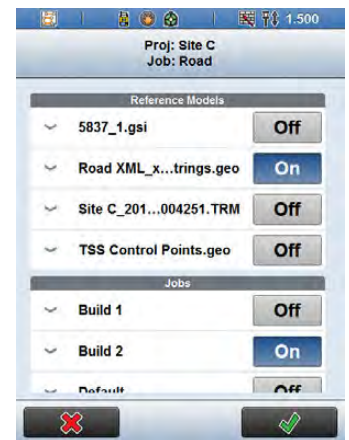 1.500
Proj: Site C
Job: Road
Reference Models
5837_1.gsi Off
Road XML_x...trings.geo On
Site C_201...004251.TRM Off
TSS Control Points.geo Off
Jobs
Build 1 Off
Build 2 On
Default Off